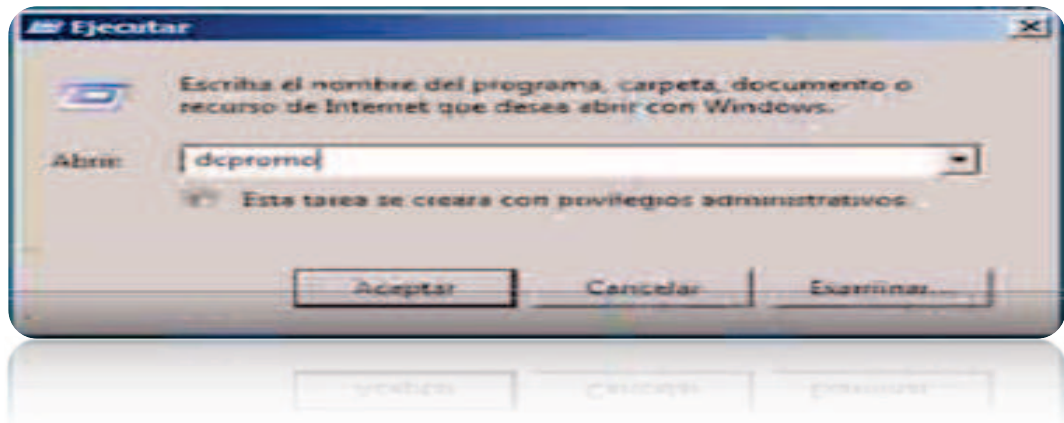 Ejecutar
Escriba el nombre del programa, carpeta, documento o
recurso de Internet que desea abrir con Windows.
Abrir:
dcpromo
Esta tarea se creará con privilegios administrativos.
Aceptar
Cancelar
Examinar...